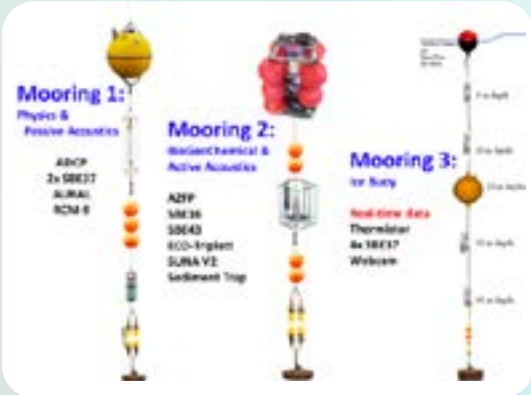 Mooring 1:
Physics &
Passive Acoustics
ADCP
2x SBE37
AURAL
RCM-9
Mooring 2:
BioGeoChemical &
Active Acoustics
AZFP
SBE16
SBE43
ECO-Triplet
SUNA V2
Sediment Trap
Mooring 3:
Ice Buoy
Real-time data
Thermistor
4x SBE37
Webcam